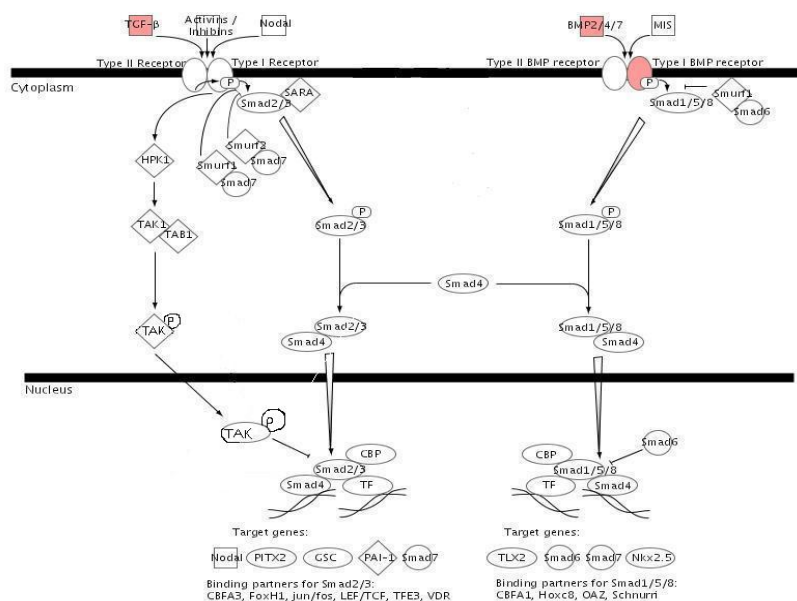 TGF-β
Activins / Inhibins
Nodal
BMP2/4/7
MIS
Type II Receptor
Type I Receptor
Type II BMP receptor
Type I BMP receptor
Cytoplasm
P
Smad2/3
SARA
P
Smad1/5/8
Smurf1
Smad6
HPK1
Smurf1
Smad7
Smurf2
Smad7
TAK1
TAB1
P
Smad2/3
P
Smad1/5/8
Smad4
TAK
P
Smad2/3
Smad4
Smad1/5/8
Smad4
Nucleus
TAK
P
CBP
Smad2/3
Smad4
TF
CBP
Smad1/5/8
Smad6
TF
Smad4
Target genes:
Nodal
PITX2
GSC
PAI-1
Smad7
Binding partners for Smad2/3:
CBFA3, FoxH1, jun/fos, LEF/TCF, TFE3, VDR
Target genes:
TLX2
Smad6
Smad7
Nkx2.5
Binding partners for Smad1/5/8:
CBFA1, Hoxc8, OAZ, Schnurri